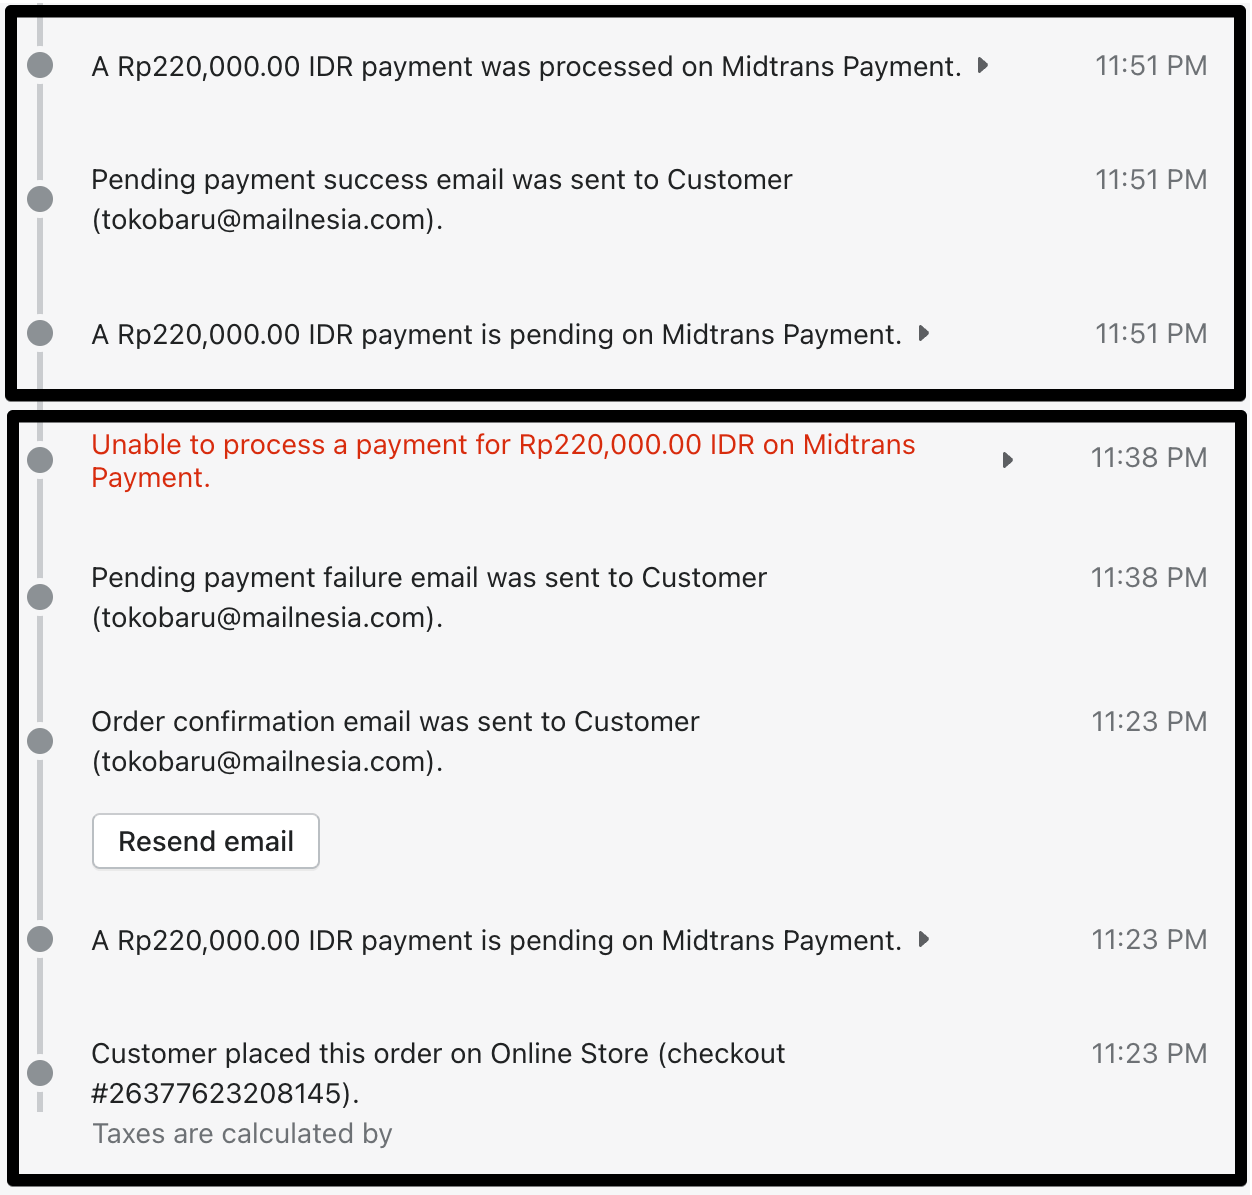 A Rp220,000.00 IDR payment was processed on Midtrans Payment. 11:51 PM
Pending payment success email was sent to Customer 11:51 PM
(tokobaru@mailnesia.com).
A Rp220,000.00 IDR payment is pending on Midtrans Payment. 11:51 PM
Unable to process a payment for Rp220,000.00 IDR on Midtrans 11:38 PM
Payment.
Pending payment failure email was sent to Customer 11:38 PM
(tokobaru@mailnesia.com).
Order confirmation email was sent to Customer 11:23 PM
(tokobaru@mailnesia.com).
Resend email
A Rp220,000.00 IDR payment is pending on Midtrans Payment. 11:23 PM
Customer placed this order on Online Store (checkout 11:23 PM
#26377623208145).
Taxes are calculated by